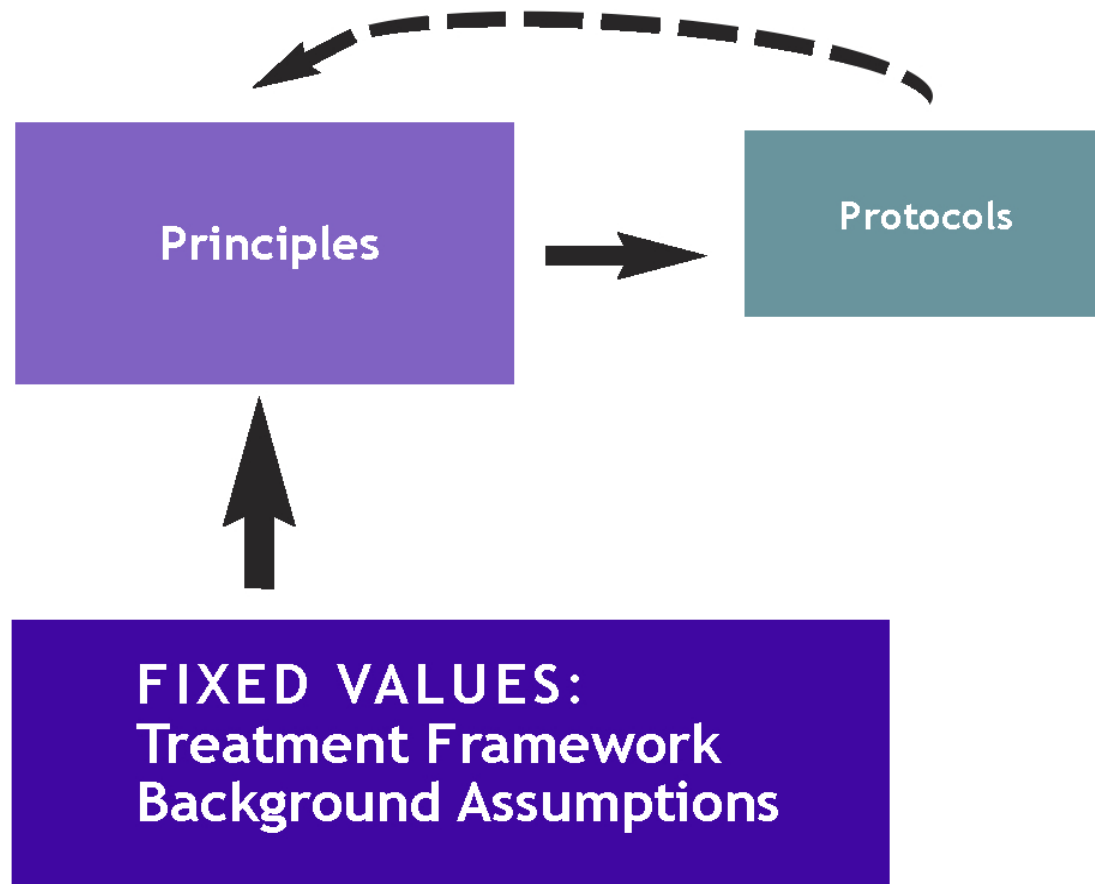 Principles
Protocols
FIXED VALUES:
Treatment Framework
Background Assumptions